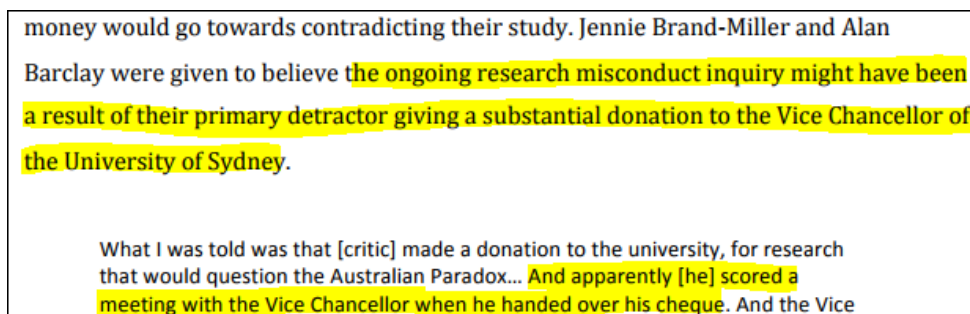 money would go towards contradicting their study. Jennie Brand-Miller and Alan
Barclay were given to believe the ongoing research misconduct inquiry might have been
a result of their primary detractor giving a substantial donation to the Vice Chancellor of
the University of Sydney.
What I was told was that [critic] made a donation to the university, for research
that would question the Australian Paradox... And apparently [he] scored a
meeting with the Vice Chancellor when he handed over his cheque. And the Vice